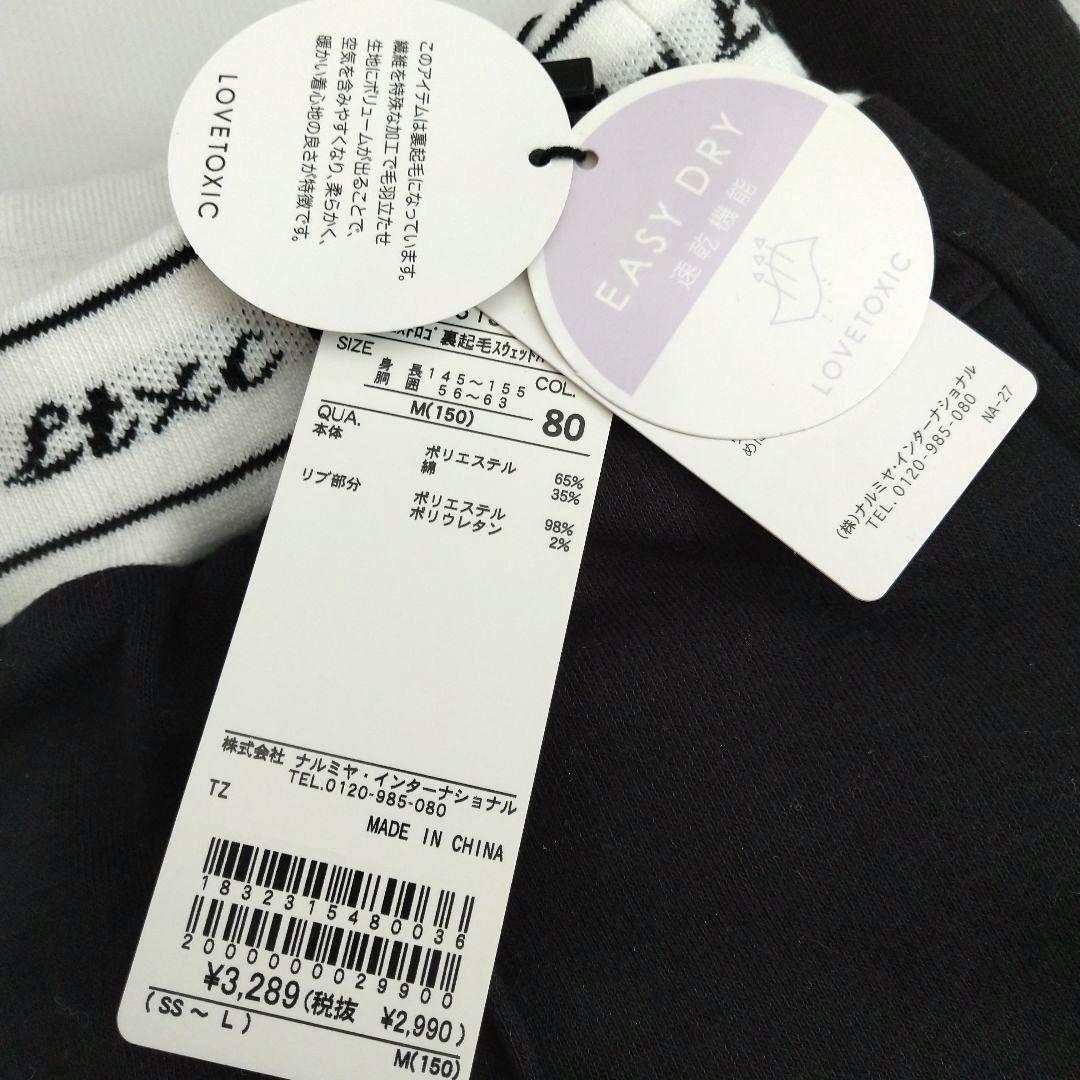 LOVETOXIC
このアイテムは裏起毛になっています。
繊維を特殊な加工で毛羽立たせ
生地にボリュームが出ることで、
空気を含みやすくなり、柔らかく、
暖かい着心地の良さが特徴です。
EASY DRY
速乾機能
LOVETOXIC
(株)ナルミヤ・インターナショナル
TEL.0120-985-080
NA-27
Ltxc
裏起毛スウェット
SIZE
身長 145～155
胴囲 56～63
COL.
M(150)
80
QUA.
本体
ポリエステル 65%
綿 35%
リブ部分
ポリエステル 98%
ポリウレタン 2%
株式会社 ナルミヤ・インターナショナル
TEL.0120-985-080
TZ
MADE IN CHINA
1832315480036
2000000029900
¥3,289(税抜 ¥2,990)
(SS～ L)
M(150)